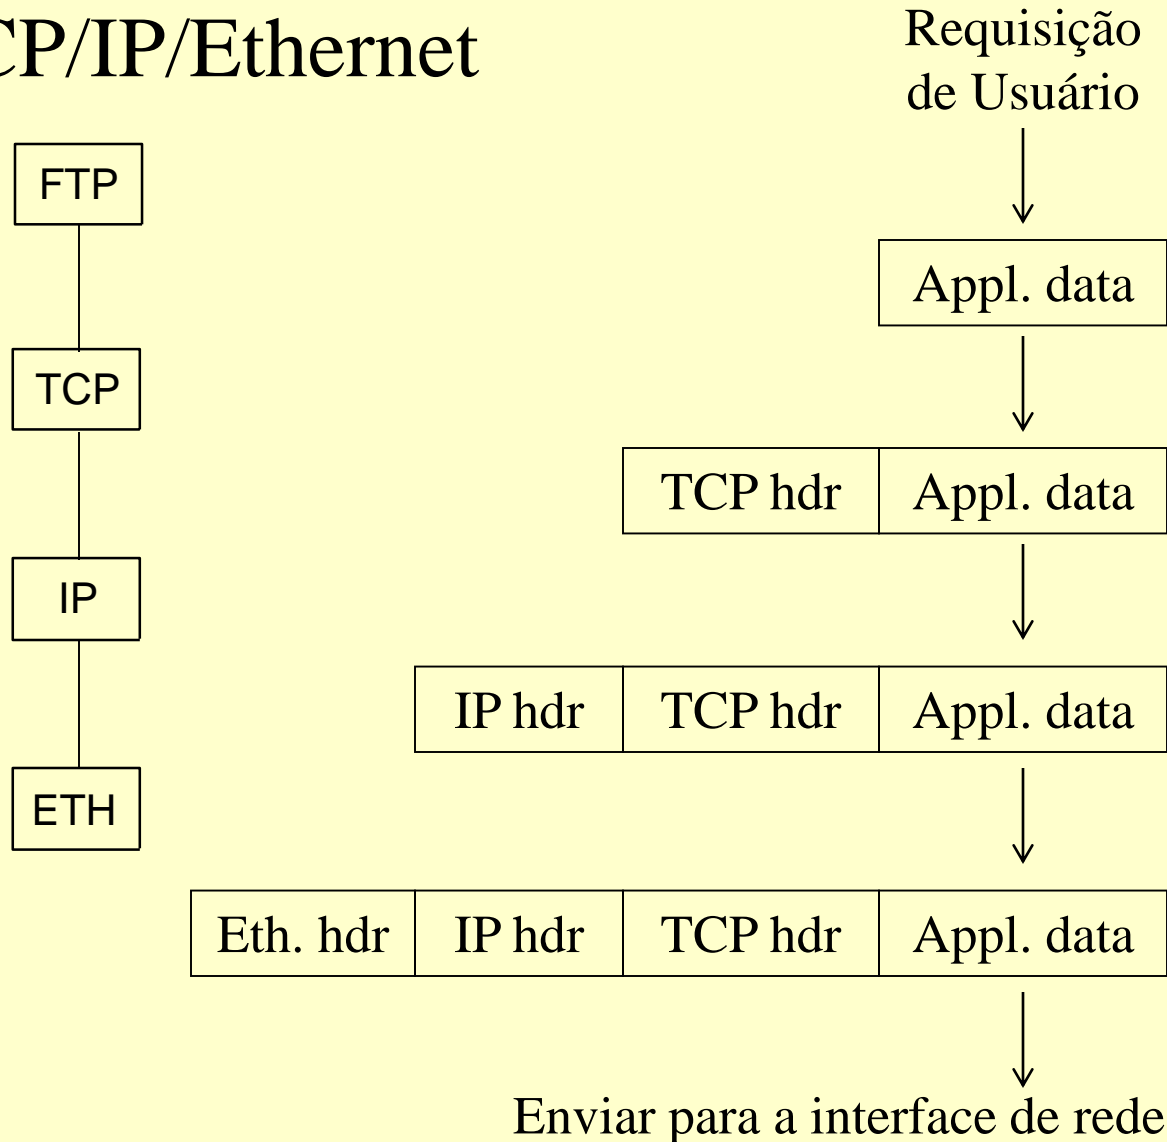 CP/IP/Ethernet
Requisição
de Usuário
FTP
Appl. data
TCP
TCP hdr Appl. data
IP
IP hdr TCP hdr Appl. data
ETH
Eth. hdr IP hdr TCP hdr Appl. data
Enviar para a interface de rede